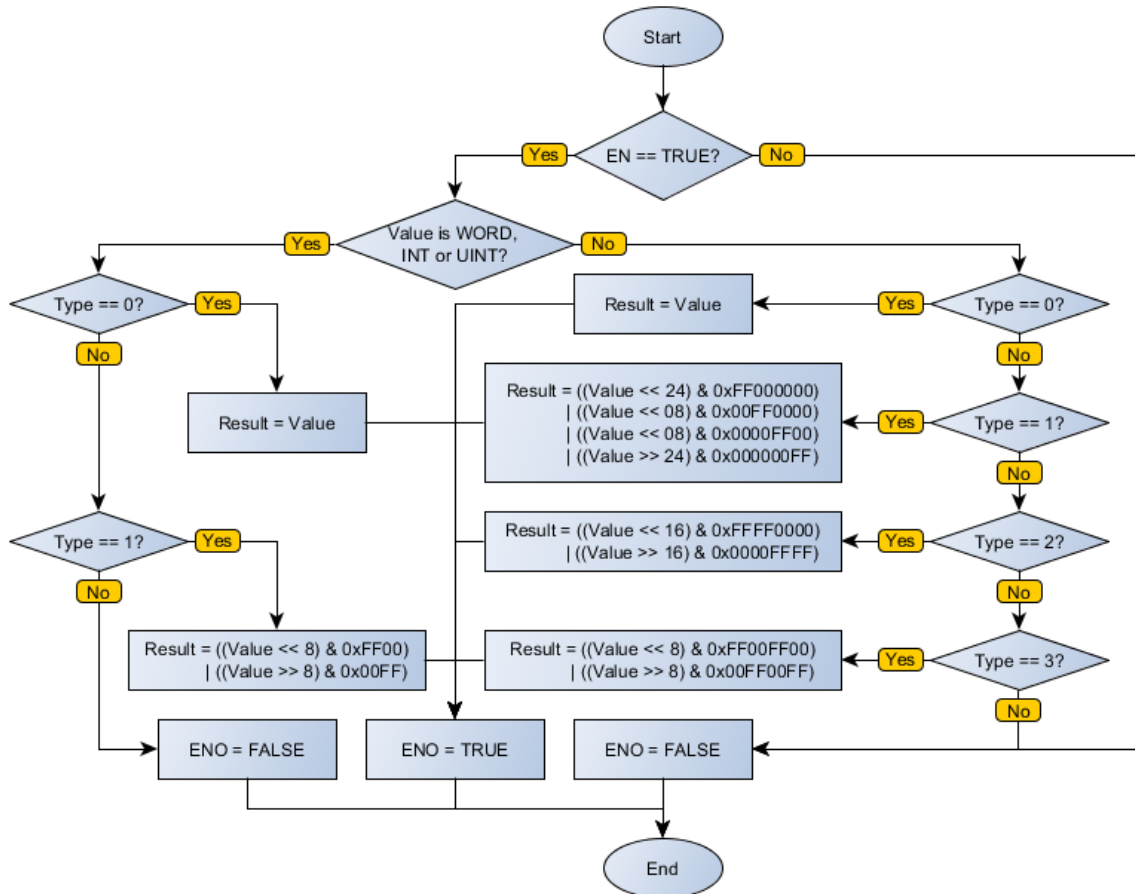 Start
EN == TRUE?
Yes
No
Value is WORD,
INT or UINT?
Yes
No
Type == 0?
Yes
No
Result = Value
Type == 0?
Yes
No
Result = Value
Result = ((Value << 24) & 0xFF000000)
| ((Value << 08) & 0x00FF0000)
| ((Value << 08) & 0x0000FF00)
| ((Value >> 24) & 0x000000FF)
Type == 1?
Yes
No
Type == 1?
Yes
No
Result = ((Value << 16) & 0xFFFF0000)
| ((Value >> 16) & 0x0000FFFF)
Type == 2?
Yes
No
Result = ((Value << 8) & 0xFF00)
| ((Value >> 8) & 0x00FF)
Result = ((Value << 8) & 0xFF00FF00)
| ((Value >> 8) & 0x00FF00FF)
Type == 3?
Yes
No
ENO = FALSE
ENO = TRUE
ENO = FALSE
End